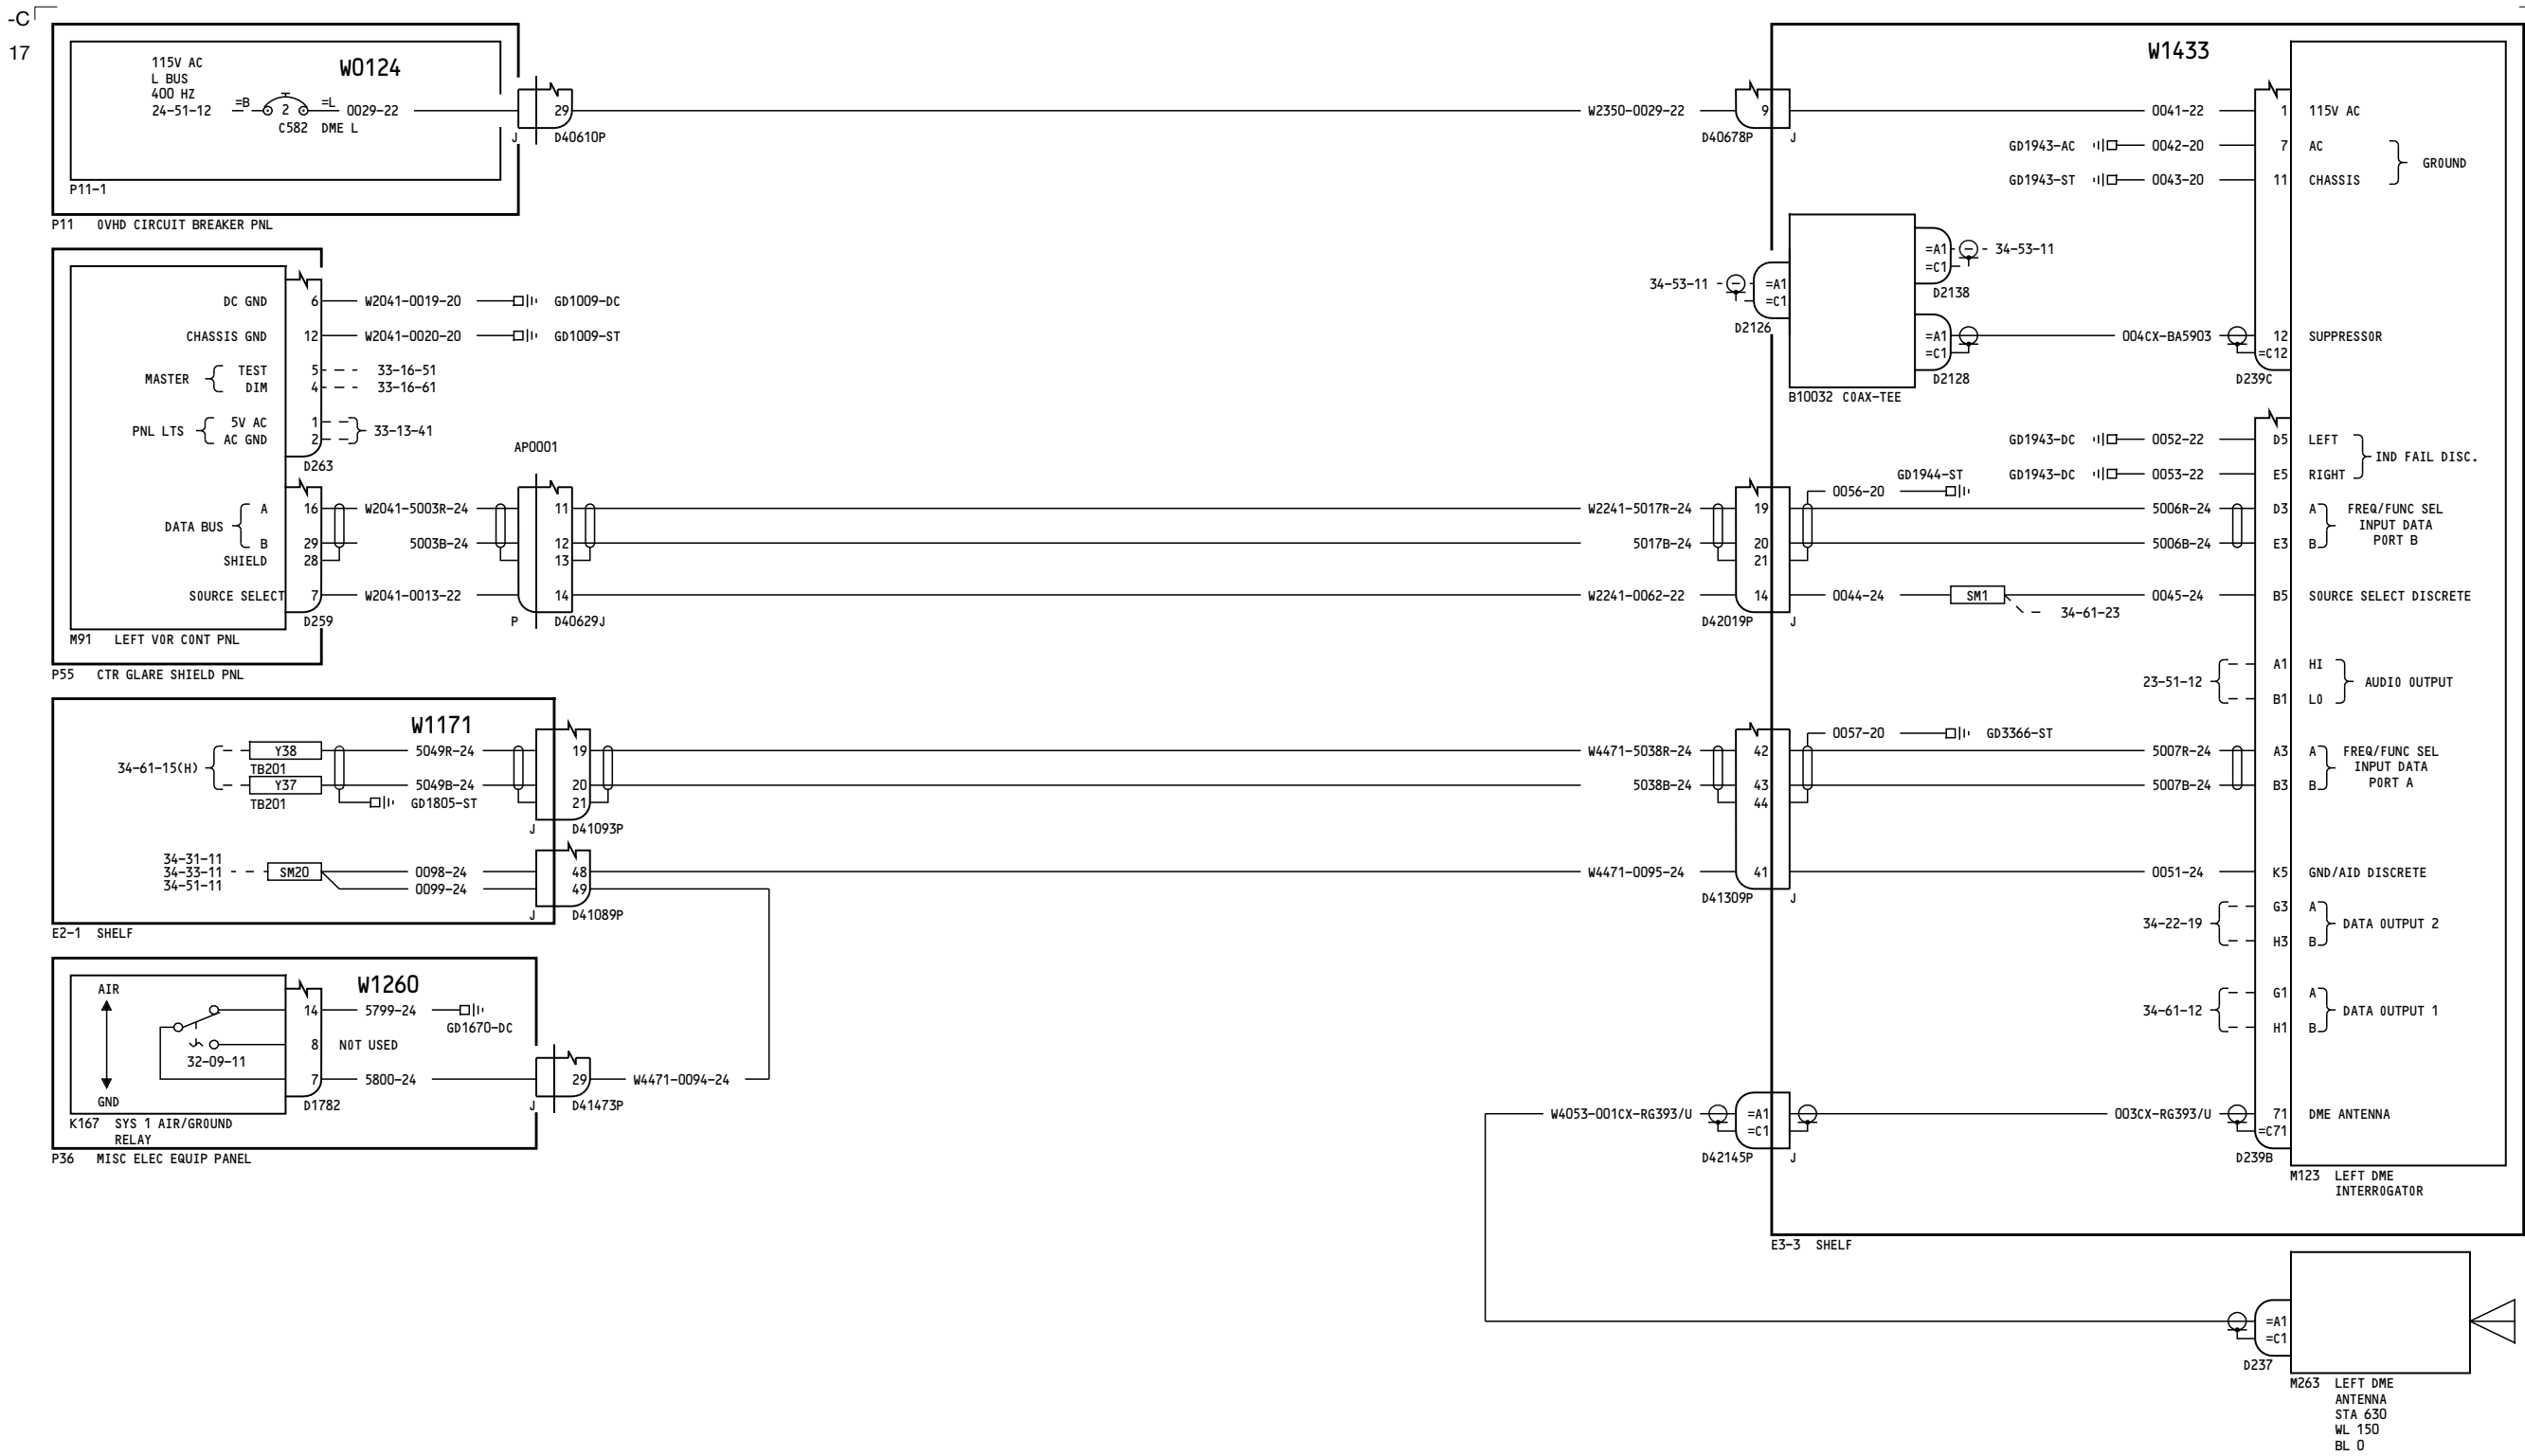 -C
17
115V AC
L BUS
400 HZ
24-51-12
W0124
=B 2 =L 0029-22
C582 DME L
P11-1
P11 OVHD CIRCUIT BREAKER PNL
J 29
D40610P
W2350-0029-22
9
D40678P J
W1433
0041-22 1 115V AC
GD1943-AC 0042-20 7 AC
GROUND
GD1943-ST 0043-20 11 CHASSIS
=A1 34-53-11
=C1
D2138
34-53-11 =A1
=C1
D2126
=A1 004CX-BA5903 12 SUPPRESSOR
=C1 =C12
D2128 D239C
B10032 COAX-TEE
DC GND 6 W2041-0019-20 GD1009-DC
CHASSIS GND 12 W2041-0020-20 GD1009-ST
MASTER
TEST 5 33-16-51
DIM 4 33-16-61
PNL LTS
5V AC 1
AC GND 2
33-13-41
D263
AP0001
DATA BUS
A 16 W2041-5003R-24 11
B 29 5003B-24 12
SHIELD 28 13
SOURCE SELECT 7 W2041-0013-22 14
D259 P D40629J
M91 LEFT VOR CONT PNL
P55 CTR GLARE SHIELD PNL
GD1943-DC 0052-22 D5 LEFT
IND FAIL DISC.
GD1943-DC 0053-22 E5 RIGHT
GD1944-ST
0056-20
W2241-5017R-24 19 5006R-24 D3 A
5017B-24 20 5006B-24 E3 B
21
FREQ/FUNC SEL
INPUT DATA
PORT B
W2241-0062-22 14 0044-24 SM1 0045-24 B5 SOURCE SELECT DISCRETE
34-61-23
D42019P J
23-51-12
A1 HI
B1 LO
AUDIO OUTPUT
W1171
34-61-15(H)
Y38 5049R-24 19
TB201
Y37 5049B-24 20
TB201 GD1805-ST 21
J D41093P
34-31-11
34-33-11
34-51-11
SM20 0098-24 48
0099-24 49
J D41089P
E2-1 SHELF
0057-20 GD3366-ST
W4471-5038R-24 42 5007R-24 A3 A
5038B-24 43 5007B-24 B3 B
44
FREQ/FUNC SEL
INPUT DATA
PORT A
W4471-0095-24 41 0051-24 K5 GND/AID DISCRETE
D41309P J
34-22-19
G3 A
H3 B
DATA OUTPUT 2
34-61-12
G1 A
H1 B
DATA OUTPUT 1
W1260
AIR
14 5799-24
GD1670-DC
8 NOT USED
32-09-11
7 5800-24 29 W4471-0094-24
GND
D1782 J D41473P
K167 SYS 1 AIR/GROUND
RELAY
P36 MISC ELEC EQUIP PANEL
W4053-001CX-RG393/U =A1 003CX-RG393/U 71 DME ANTENNA
=C1 =C71
D42145P J D239B
M123 LEFT DME
INTERROGATOR
E3-3 SHELF
=A1
=C1
D237
M263 LEFT DME
ANTENNA
STA 630
WL 150
BL 0